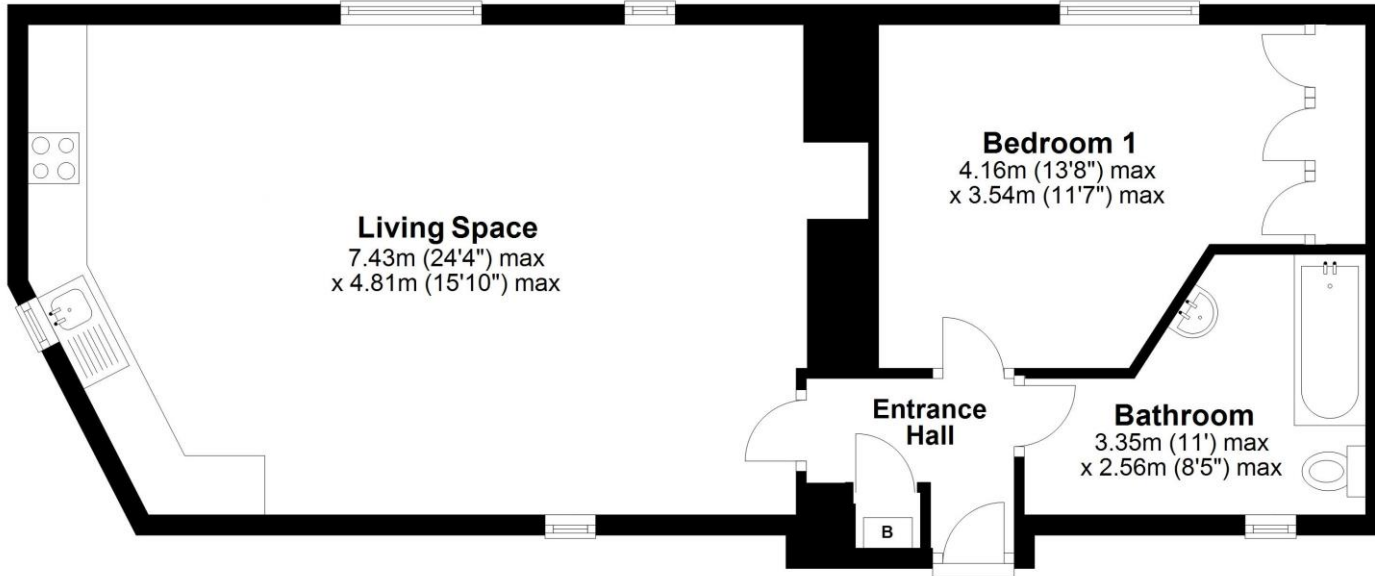 Living Space
7.43m (24'4") max
x 4.81m (15'10") max
Bedroom 1
4.16m (13'8") max
x 3.54m (11'7") max
Entrance
Hall
Bathroom
3.35m (11') max
x 2.56m (8'5") max
B